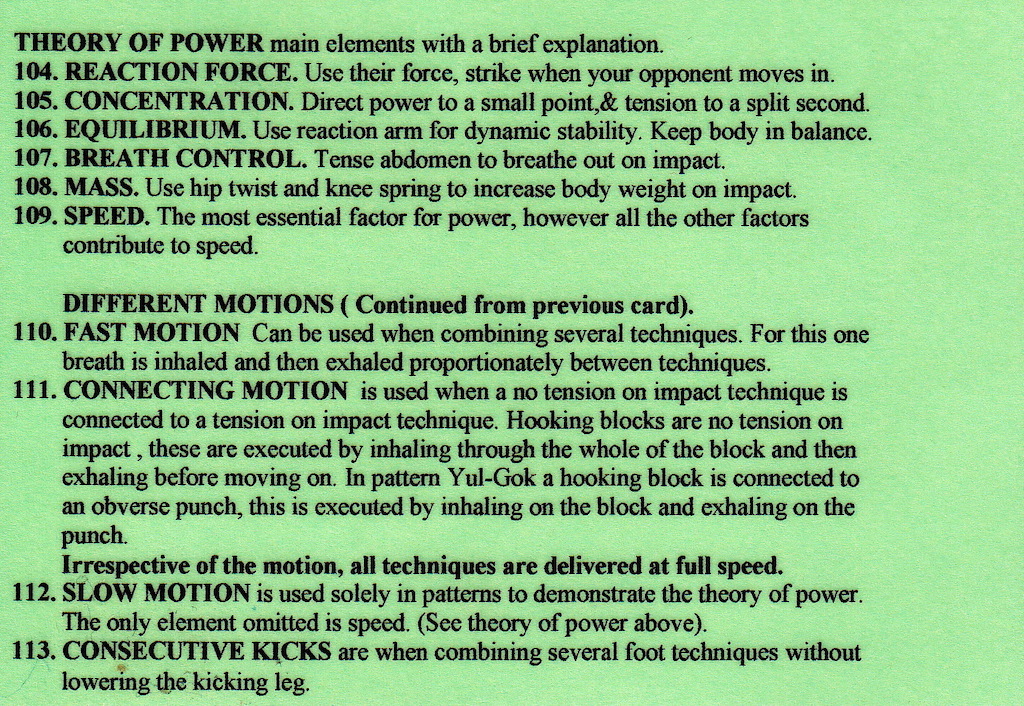 THEORY OF POWER main elements with a brief explanation.
104. REACTION FORCE. Use their force, strike when your opponent moves in.
105. CONCENTRATION. Direct power to a small point,& tension to a split second.
106. EQUILIBRIUM. Use reaction arm for dynamic stability. Keep body in balance.
107. BREATH CONTROL. Tense abdomen to breathe out on impact.
108. MASS. Use hip twist and knee spring to increase body weight on impact.
109. SPEED. The most essential factor for power, however all the other factors
contribute to speed.
DIFFERENT MOTIONS ( Continued from previous card).
110. FAST MOTION Can be used when combining several techniques. For this one
breath is inhaled and then exhaled proportionately between techniques.
111. CONNECTING MOTION is used when a no tension on impact technique is
connected to a tension on impact technique. Hooking blocks are no tension on
impact , these are executed by inhaling through the whole of the block and then
exhaling before moving on. In pattern Yul-Gok a hooking block is connected to
an obverse punch, this is executed by inhaling on the block and exhaling on the
punch.
Irrespective of the motion, all techniques are delivered at full speed.
112. SLOW MOTION is used solely in patterns to demonstrate the theory of power.
The only element omitted is speed. (See theory of power above).
113. CONSECUTIVE KICKS are when combining several foot techniques without
lowering the kicking leg.